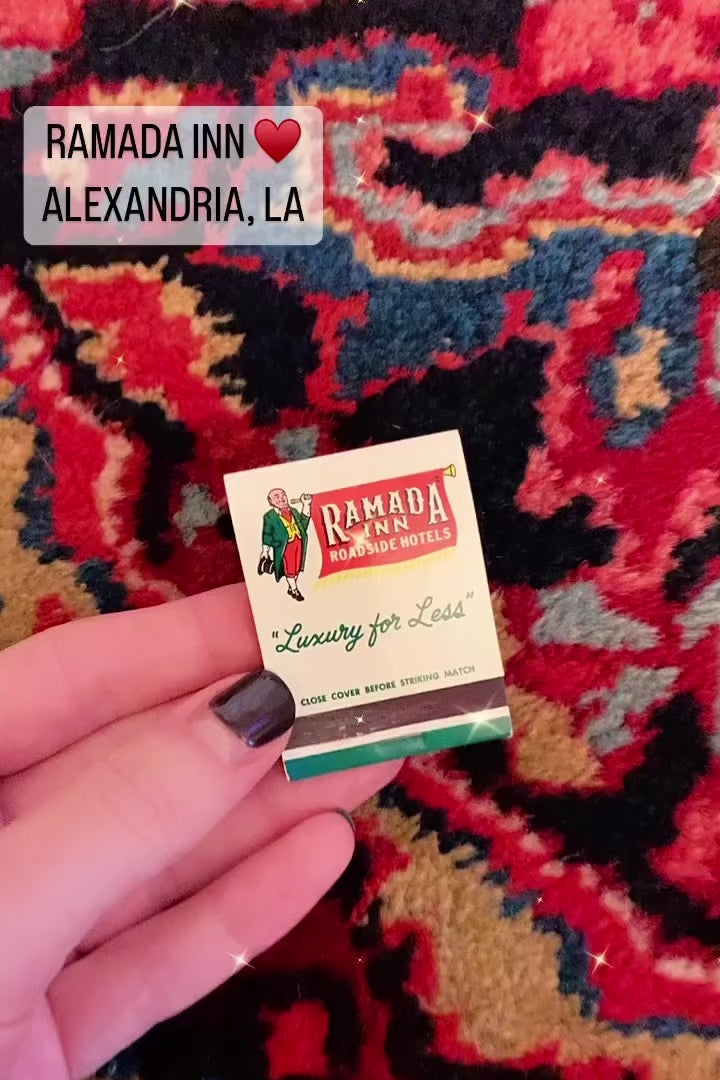 RAMADA INN ♥️
ALEXANDRIA, LA
RAMADA
INN
ROADSIDE HOTELS
"Luxury for Less"
CLOSE COVER BEFORE STRIKING MATCH